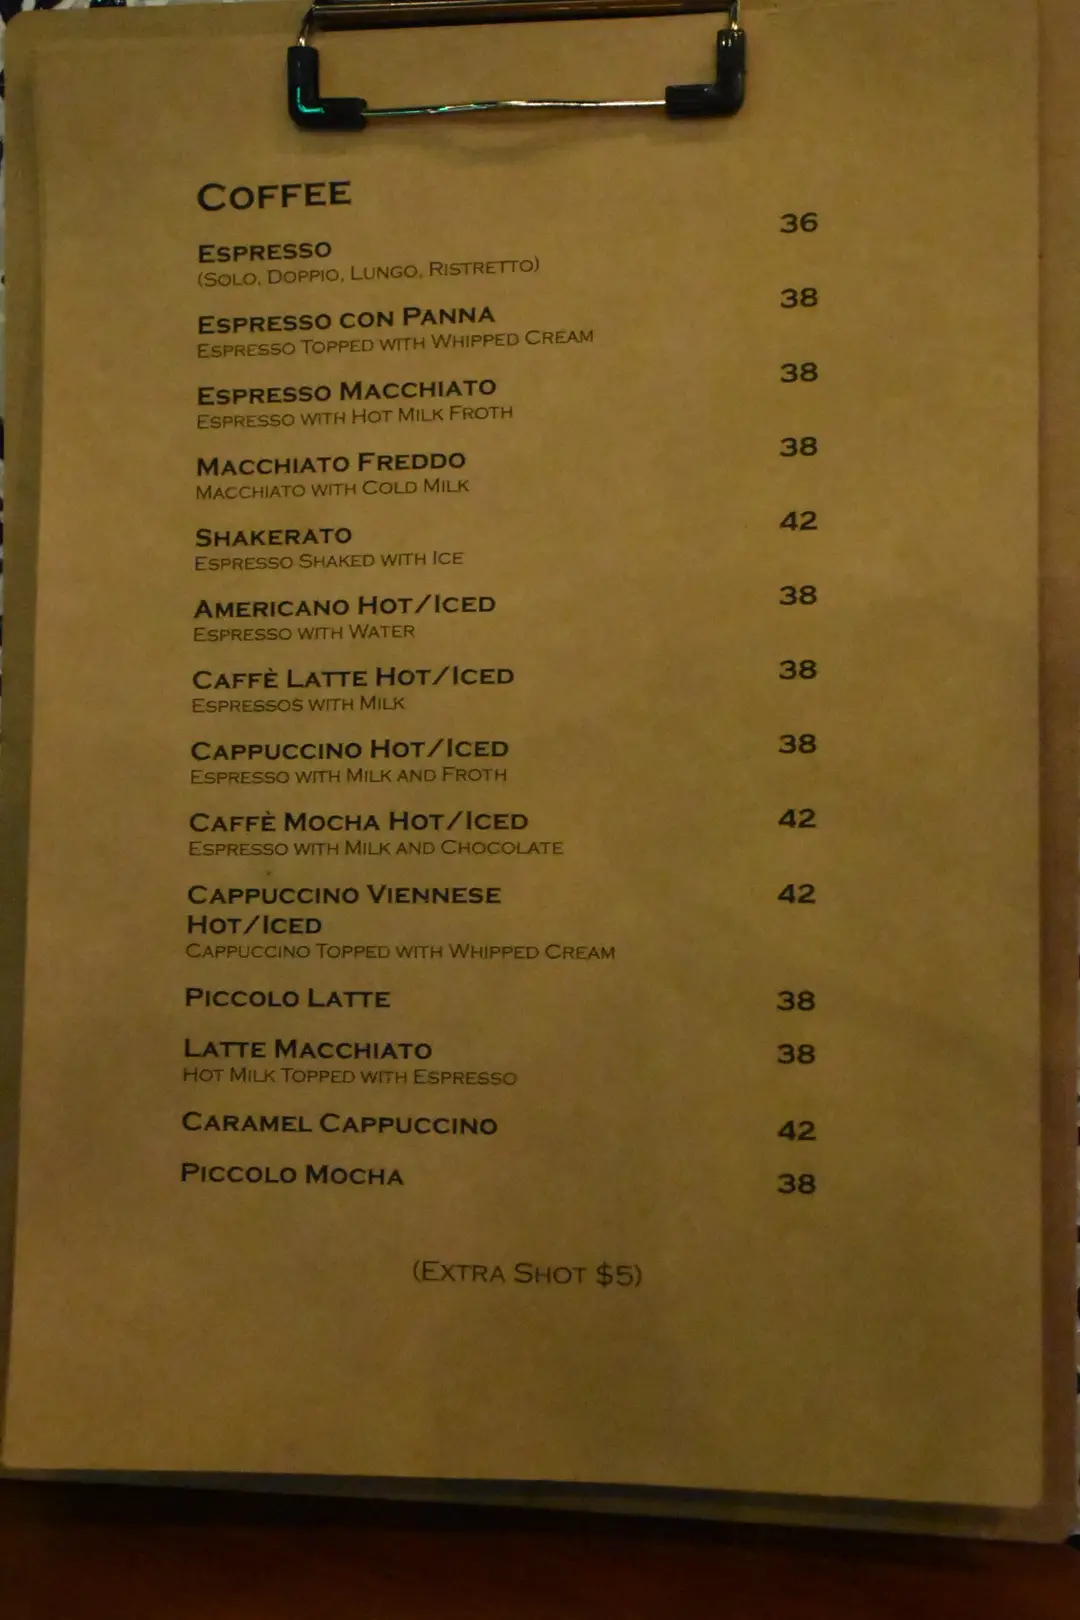 COFFEE
ESPRESSO 36
(SOLO, DOPPIO, LUNGO, RISTRETTO)
ESPRESSO CON PANNA 38
ESPRESSO TOPPED WITH WHIPPED CREAM
ESPRESSO MACCHIATO 38
ESPRESSO WITH HOT MILK FROTH
MACCHIATO FREDDO 38
MACCHIATO WITH COLD MILK
SHAKERATO 42
ESPRESSO SHAKED WITH ICE
AMERICANO HOT/ICED 38
ESPRESSO WITH WATER
CAFFÈ LATTE HOT/ICED 38
ESPRESSOS WITH MILK
CAPPUCCINO HOT/ICED 38
ESPRESSO WITH MILK AND FROTH
CAFFÈ MOCHA HOT/ICED 42
ESPRESSO WITH MILK AND CHOCOLATE
CAPPUCCINO VIENNESE 42
HOT/ICED
CAPPUCCINO TOPPED WITH WHIPPED CREAM
PICCOLO LATTE 38
LATTE MACCHIATO 38
HOT MILK TOPPED WITH ESPRESSO
CARAMEL CAPPUCCINO 42
PICCOLO MOCHA 38
(EXTRA SHOT $5)